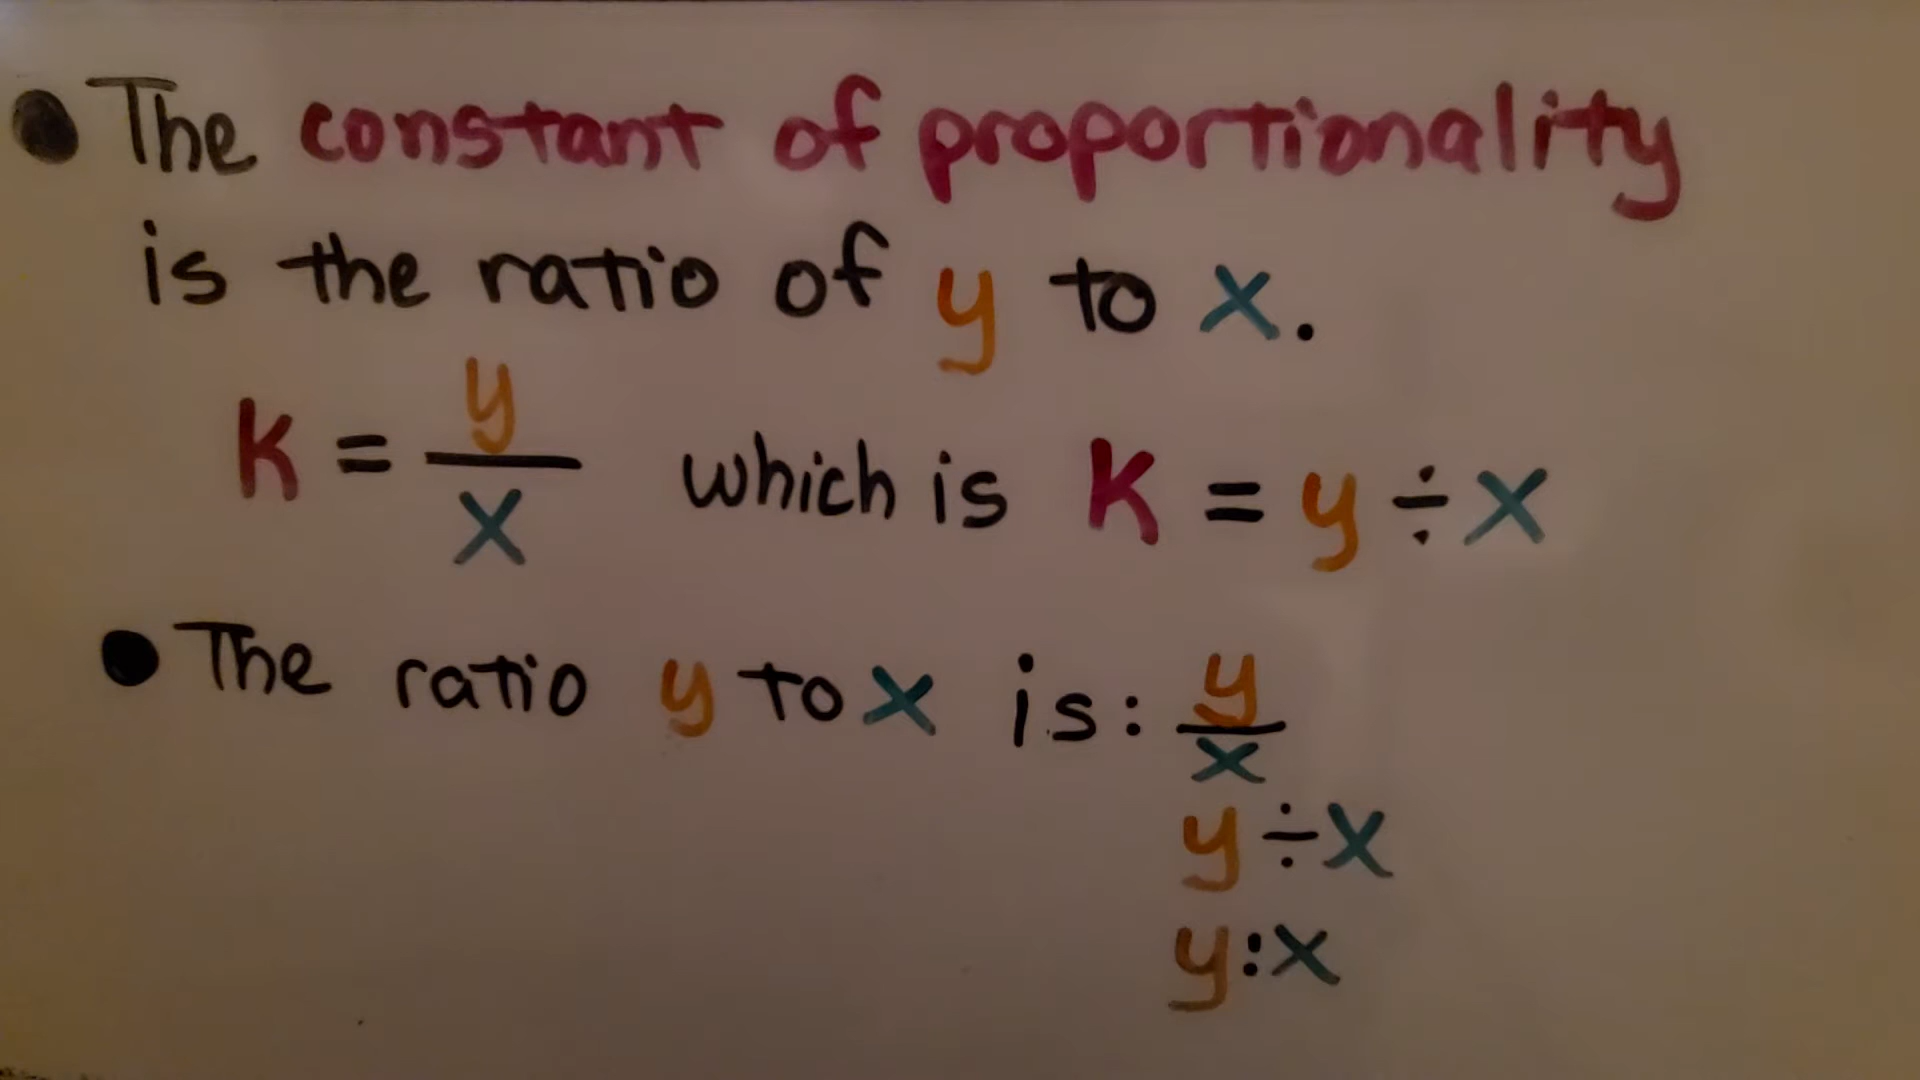 ● The constant of proportionality
is the ratio of y to x.
K = y/x which is K = y ÷ x
● The ratio y to x is: y/x
y ÷ x
y : x